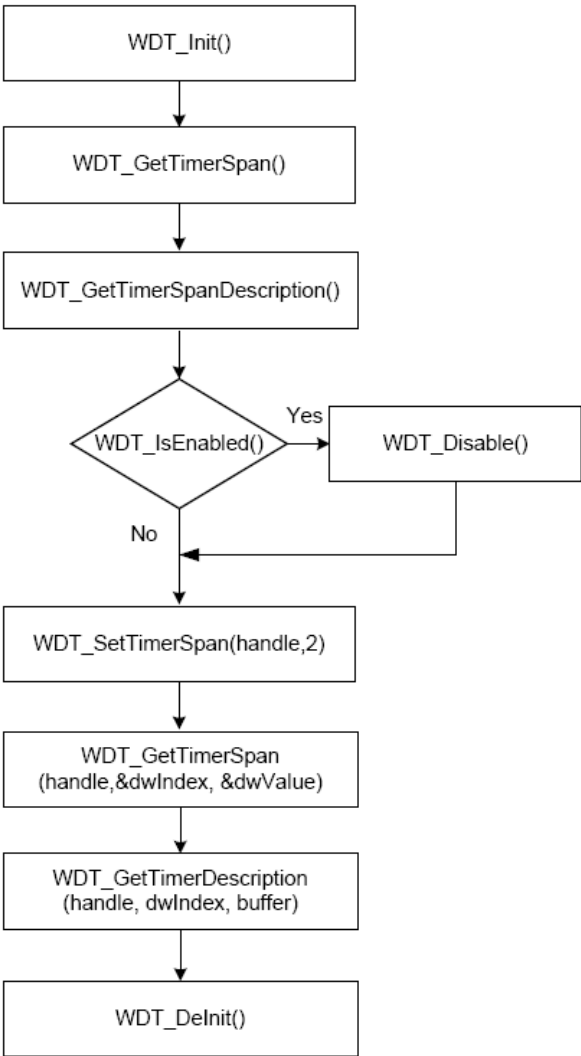 WDT_Init()
WDT_GetTimerSpan()
WDT_GetTimerSpanDescription()
WDT_IsEnabled()
Yes
WDT_Disable()
No
WDT_SetTimerSpan(handle,2)
WDT_GetTimerSpan
(handle,&dwIndex, &dwValue)
WDT_GetTimerDescription
(handle, dwIndex, buffer)
WDT_DeInit()